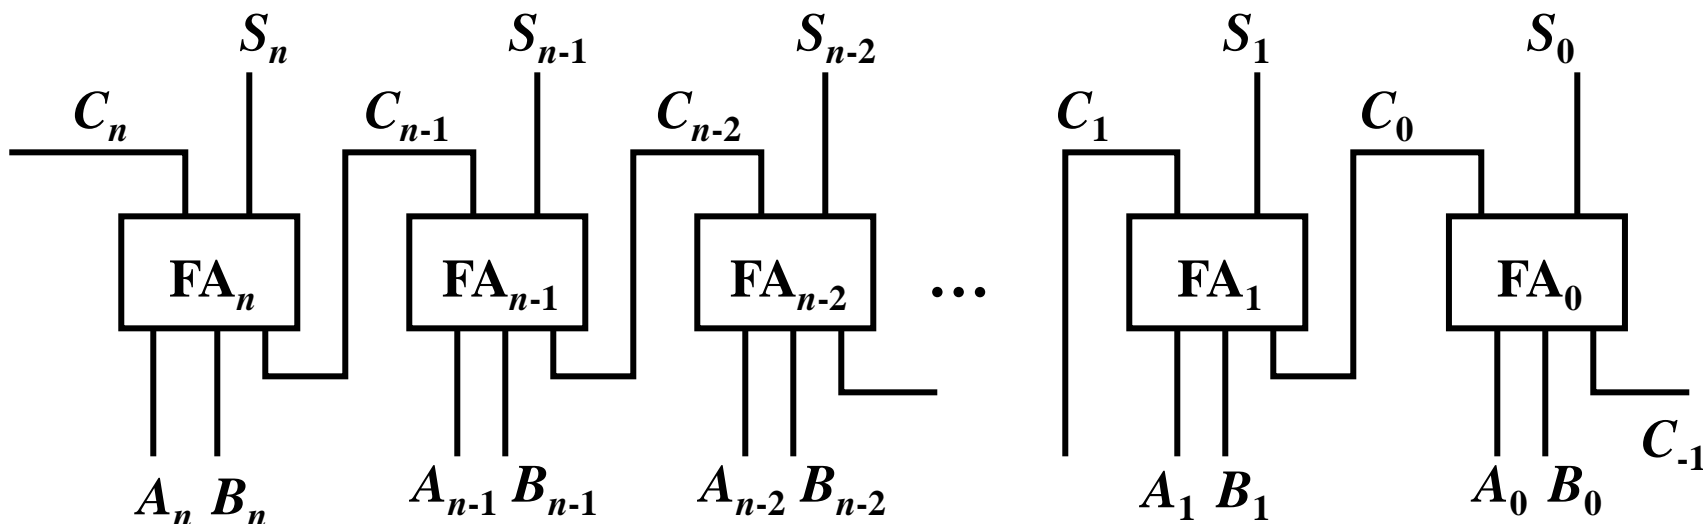 Sₙ Sₙ₋₁ Sₙ₋₂ S₁ S₀
Cₙ Cₙ₋₁ Cₙ₋₂ C₁ C₀
FAₙ FAₙ₋₁ FAₙ₋₂ … FA₁ FA₀
C₋₁
Aₙ Bₙ Aₙ₋₁ Bₙ₋₁ Aₙ₋₂ Bₙ₋₂ A₁ B₁ A₀ B₀